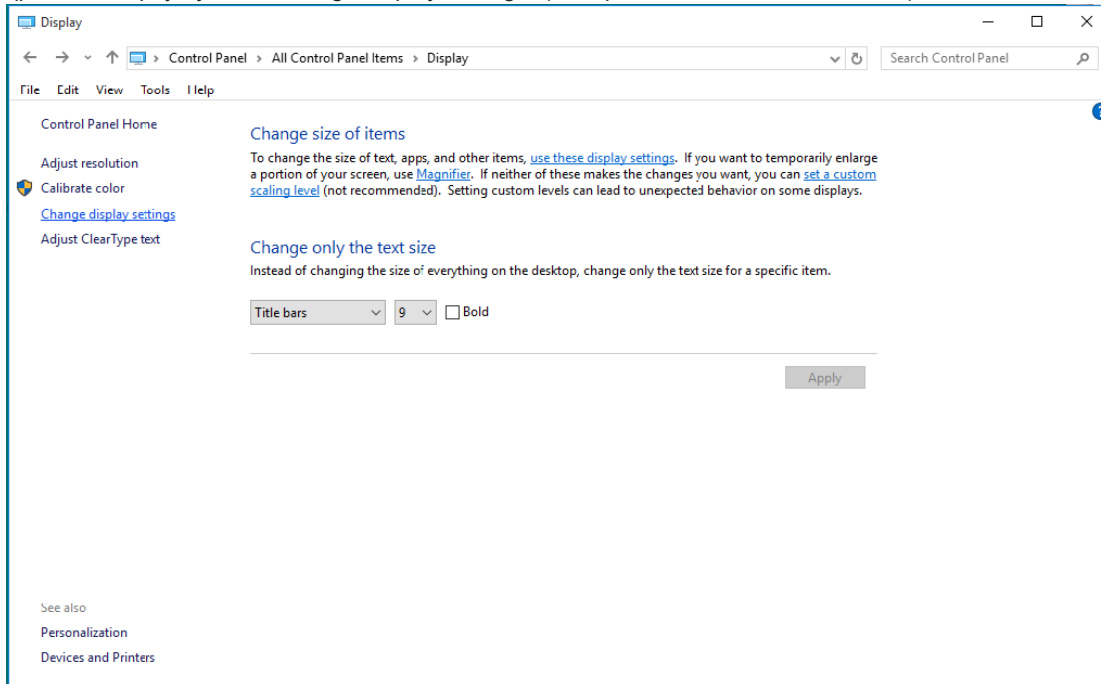 Display
Control Panel > All Control Panel Items > Display
Search Control Panel
File Edit View Tools Help
Control Panel Home
Adjust resolution
Calibrate color
Change display settings
Adjust ClearType text
Change size of items
To change the size of text, apps, and other items, use these display settings. If you want to temporarily enlarge
a portion of your screen, use Magnifier. If neither of these makes the changes you want, you can set a custom
scaling level (not recommended). Setting custom levels can lead to unexpected behavior on some displays.
Change only the text size
Instead of changing the size of everything on the desktop, change only the text size for a specific item.
Title bars 9 Bold
Apply
See also
Personalization
Devices and Printers